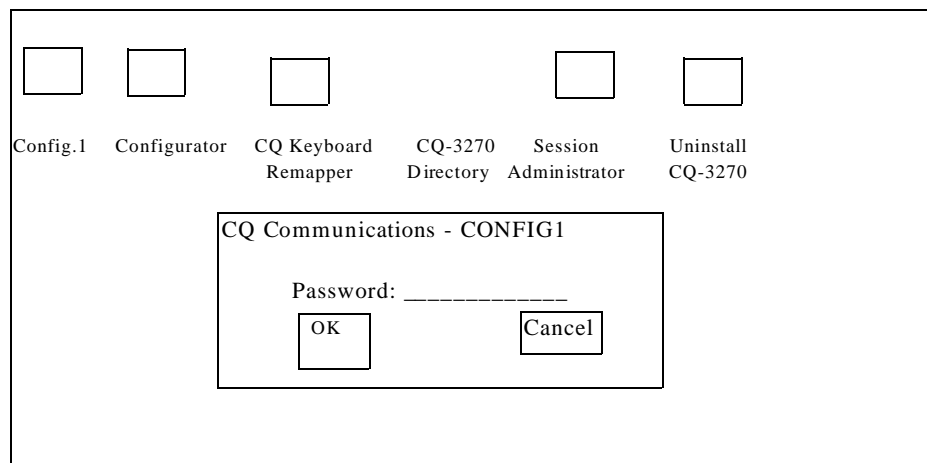 Config.1 Configurator CQ Keyboard CQ-3270 Session Uninstall
Remapper Directory Administrator CQ-3270
CQ Communications - CONFIG1
Password: _____________
OK Cancel